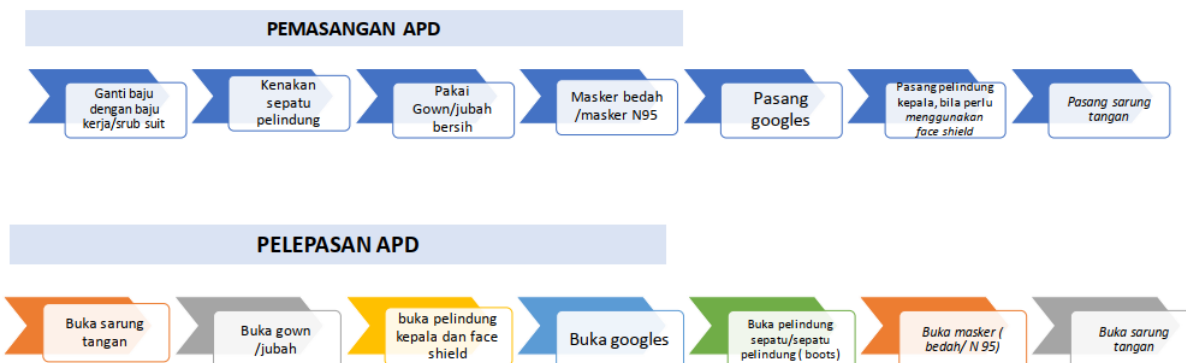 PEMASANGAN APD
Ganti baju
dengan baju
kerja/srub suit
Kenakan
sepatu
pelindung
Pakai
Gown/jubah
bersih
Masker bedah
/masker N95
Pasang
googles
Pasang pelindung
kepala, bila perlu
menggunakan
face shield
Pasang sarung
tangan
PELEPASAN APD
Buka sarung
tangan
Buka gown
/jubah
buka pelindung
kepala dan face
shield
Buka googles
Buka pelindung
sepatu/sepatu
pelindung ( boots)
Buka masker (
bedah/ N 95)
Buka sarung
tangan